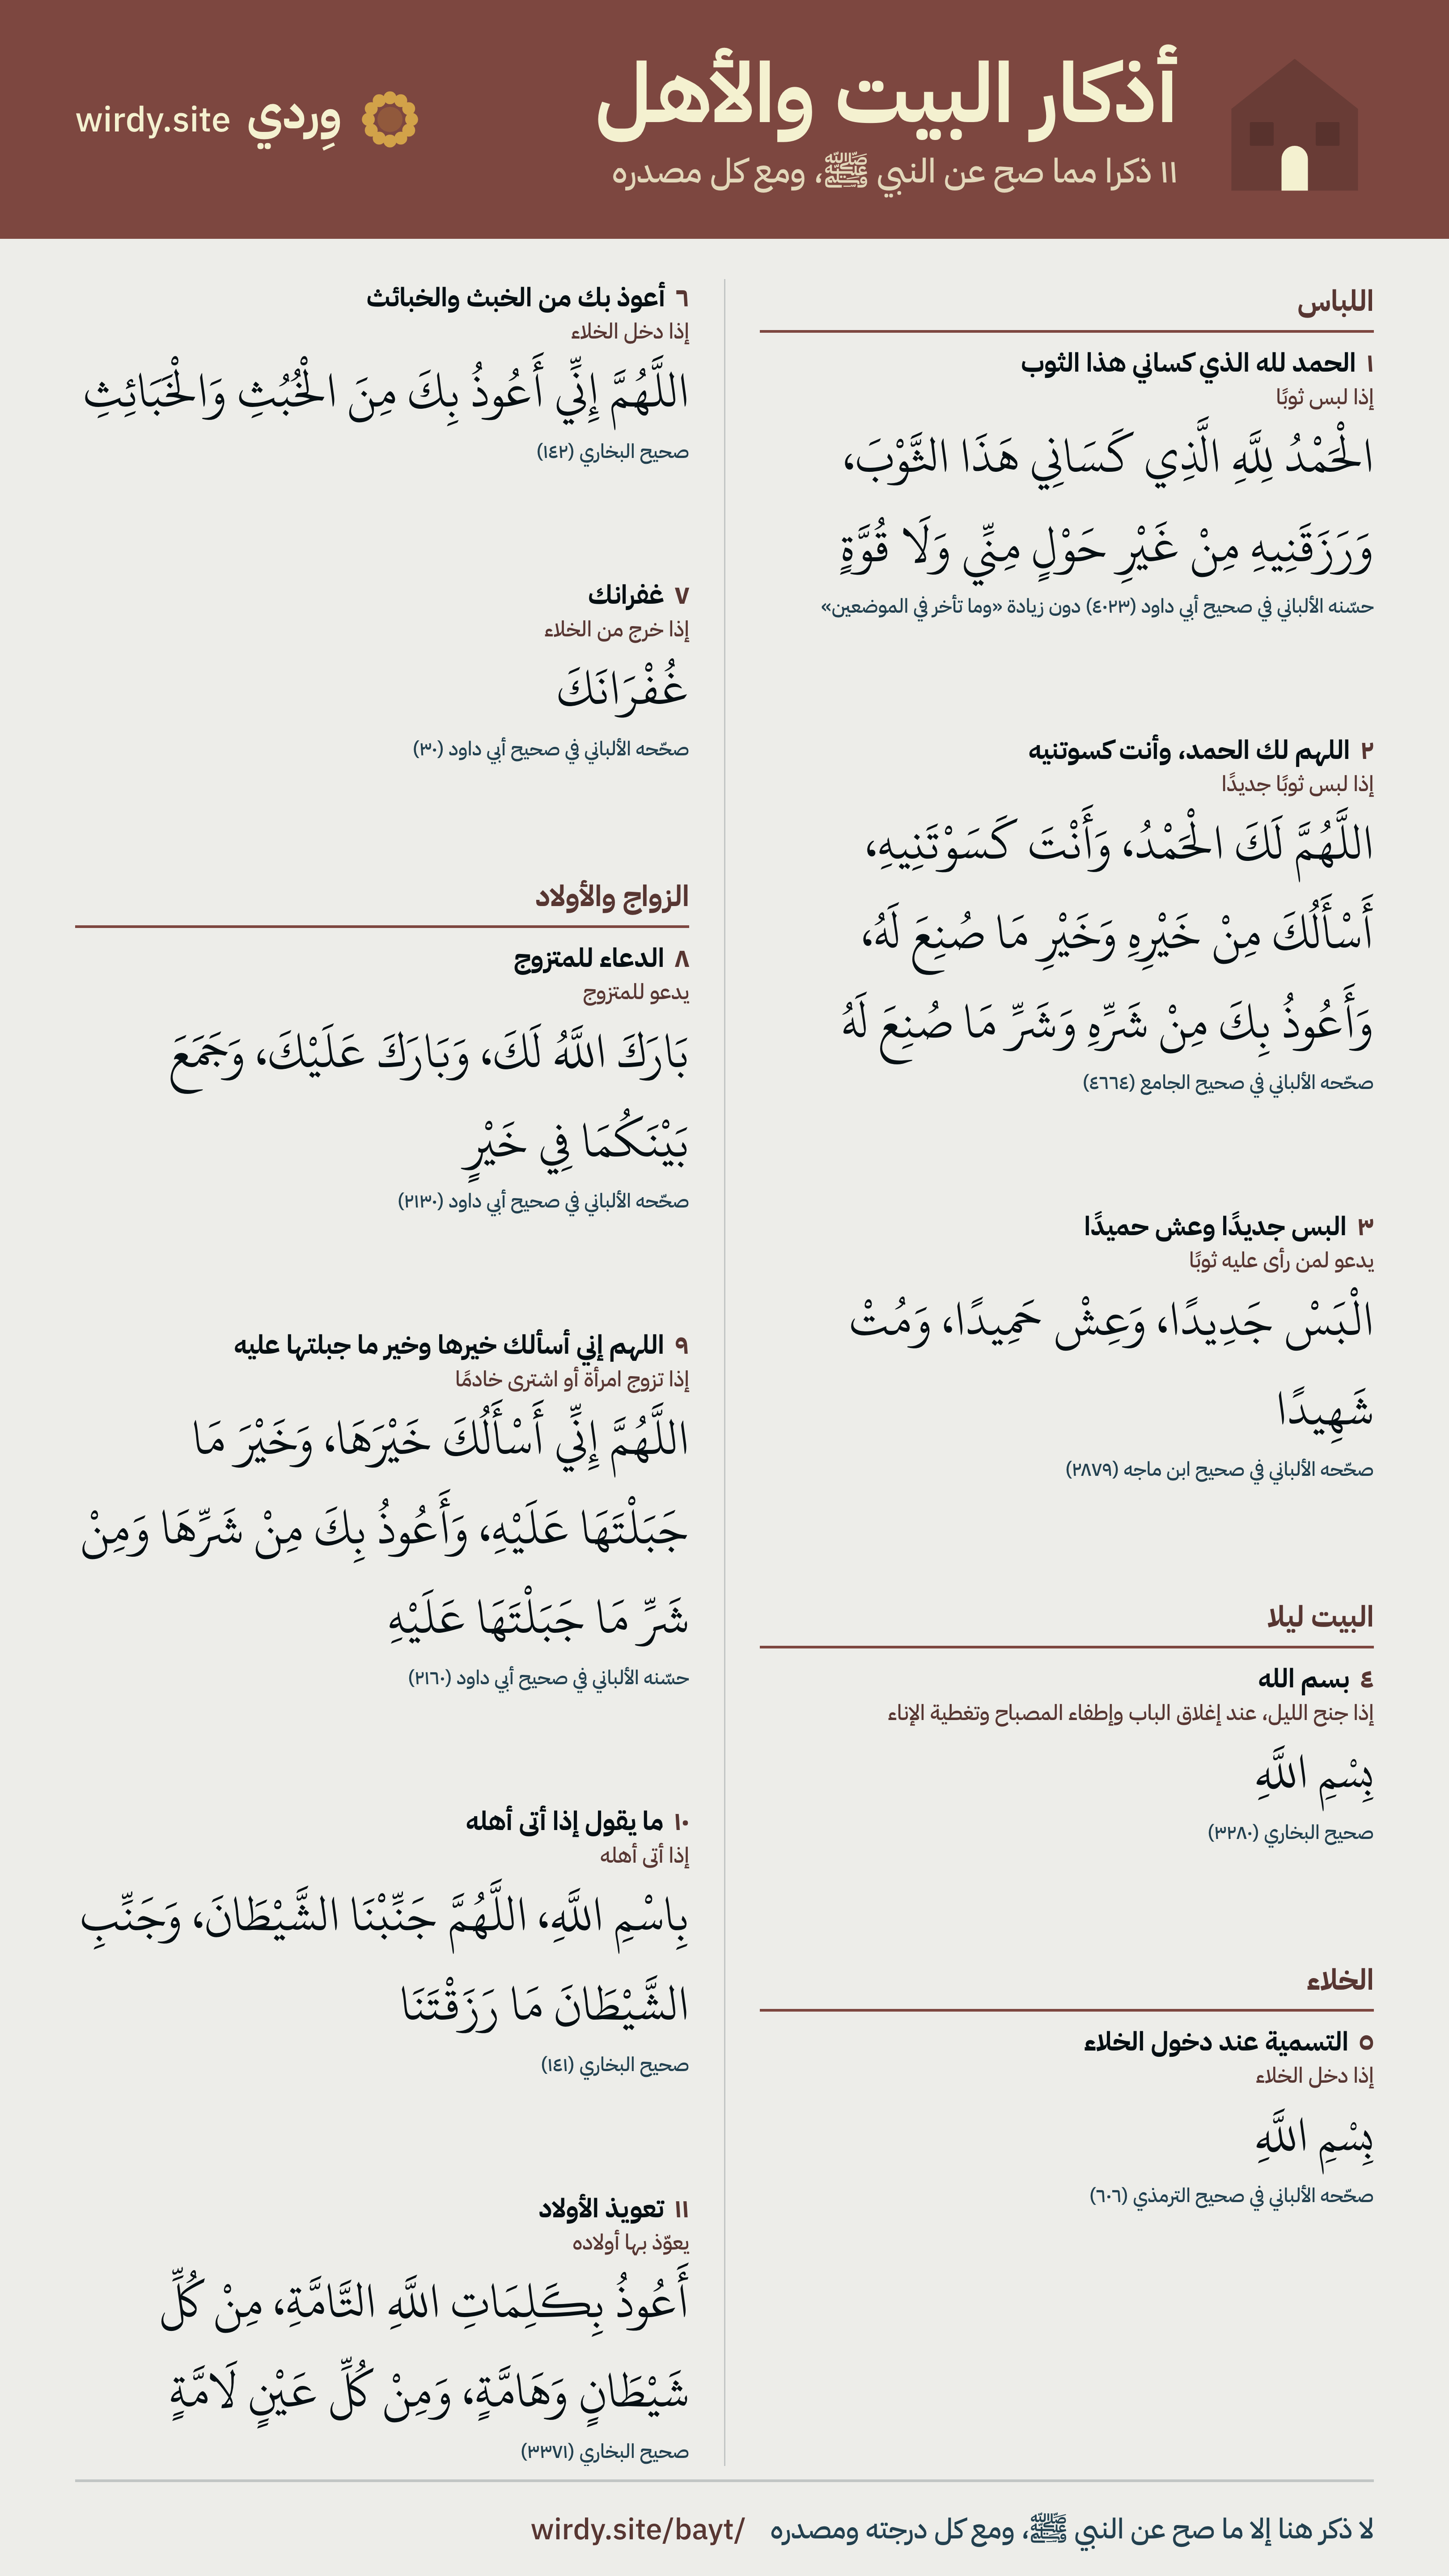 أذكار البيت والأهل
١١ ذكرا مما صح عن النبي ﷺ، ومع كل مصدره
وِردي wirdy.site
اللباس
١ الحمد لله الذي كساني هذا الثوب
إذا لبس ثوبًا
الْحَمْدُ لِلَّهِ الَّذِي كَسَانِي هَذَا الثَّوْبَ،
وَرَزَقَنِيهِ مِنْ غَيْرِ حَوْلٍ مِنِّي وَلَا قُوَّةٍ
حسّنه الألباني في صحيح أبي داود (٤٠٢٣) دون زيادة «وما تأخر في الموضعين»
٢ اللهم لك الحمد، وأنت كسوتنيه
إذا لبس ثوبًا جديدًا
اللَّهُمَّ لَكَ الْحَمْدُ، وَأَنْتَ كَسَوْتَنِيهِ،
أَسْأَلُكَ مِنْ خَيْرِهِ وَخَيْرِ مَا صُنِعَ لَهُ،
وَأَعُوذُ بِكَ مِنْ شَرِّهِ وَشَرِّ مَا صُنِعَ لَهُ
صحّحه الألباني في صحيح الجامع (٤٦٦٤)
٣ البس جديدًا وعش حميدًا
يدعو لمن رأى عليه ثوبًا
الْبَسْ جَدِيدًا، وَعِشْ حَمِيدًا، وَمُتْ
شَهِيدًا
صحّحه الألباني في صحيح ابن ماجه (٢٨٧٩)
البيت ليلا
٤ بسم الله
إذا جنح الليل، عند إغلاق الباب وإطفاء المصباح وتغطية الإناء
بِسْمِ اللَّهِ
صحيح البخاري (٣٢٨٠)
الخلاء
٥ التسمية عند دخول الخلاء
إذا دخل الخلاء
بِسْمِ اللَّهِ
صحّحه الألباني في صحيح الترمذي (٦٠٦)
٦ أعوذ بك من الخبث والخبائث
إذا دخل الخلاء
اللَّهُمَّ إِنِّي أَعُوذُ بِكَ مِنَ الْخُبُثِ وَالْخَبَائِثِ
صحيح البخاري (١٤٢)
٧ غفرانك
إذا خرج من الخلاء
غُفْرَانَكَ
صحّحه الألباني في صحيح أبي داود (٣٠)
الزواج والأولاد
٨ الدعاء للمتزوج
يدعو للمتزوج
بَارَكَ اللَّهُ لَكَ، وَبَارَكَ عَلَيْكَ، وَجَمَعَ
بَيْنَكُمَا فِي خَيْرٍ
صحّحه الألباني في صحيح أبي داود (٢١٣٠)
٩ اللهم إني أسألك خيرها وخير ما جبلتها عليه
إذا تزوج امرأة أو اشترى خادمًا
اللَّهُمَّ إِنِّي أَسْأَلُكَ خَيْرَهَا، وَخَيْرَ مَا
جَبَلْتَهَا عَلَيْهِ، وَأَعُوذُ بِكَ مِنْ شَرِّهَا وَمِنْ
شَرِّ مَا جَبَلْتَهَا عَلَيْهِ
حسّنه الألباني في صحيح أبي داود (٢١٦٠)
١٠ ما يقول إذا أتى أهله
إذا أتى أهله
بِاسْمِ اللَّهِ، اللَّهُمَّ جَنِّبْنَا الشَّيْطَانَ، وَجَنِّبِ
الشَّيْطَانَ مَا رَزَقْتَنَا
صحيح البخاري (١٤١)
١١ تعويذ الأولاد
يعوّذ بها أولاده
أَعُوذُ بِكَلِمَاتِ اللَّهِ التَّامَّةِ، مِنْ كُلِّ
شَيْطَانٍ وَهَامَّةٍ، وَمِنْ كُلِّ عَيْنٍ لَامَّةٍ
صحيح البخاري (٣٣٧١)
لا ذكر هنا إلا ما صح عن النبي ﷺ، ومع كل درجته ومصدره wirdy.site/bayt/